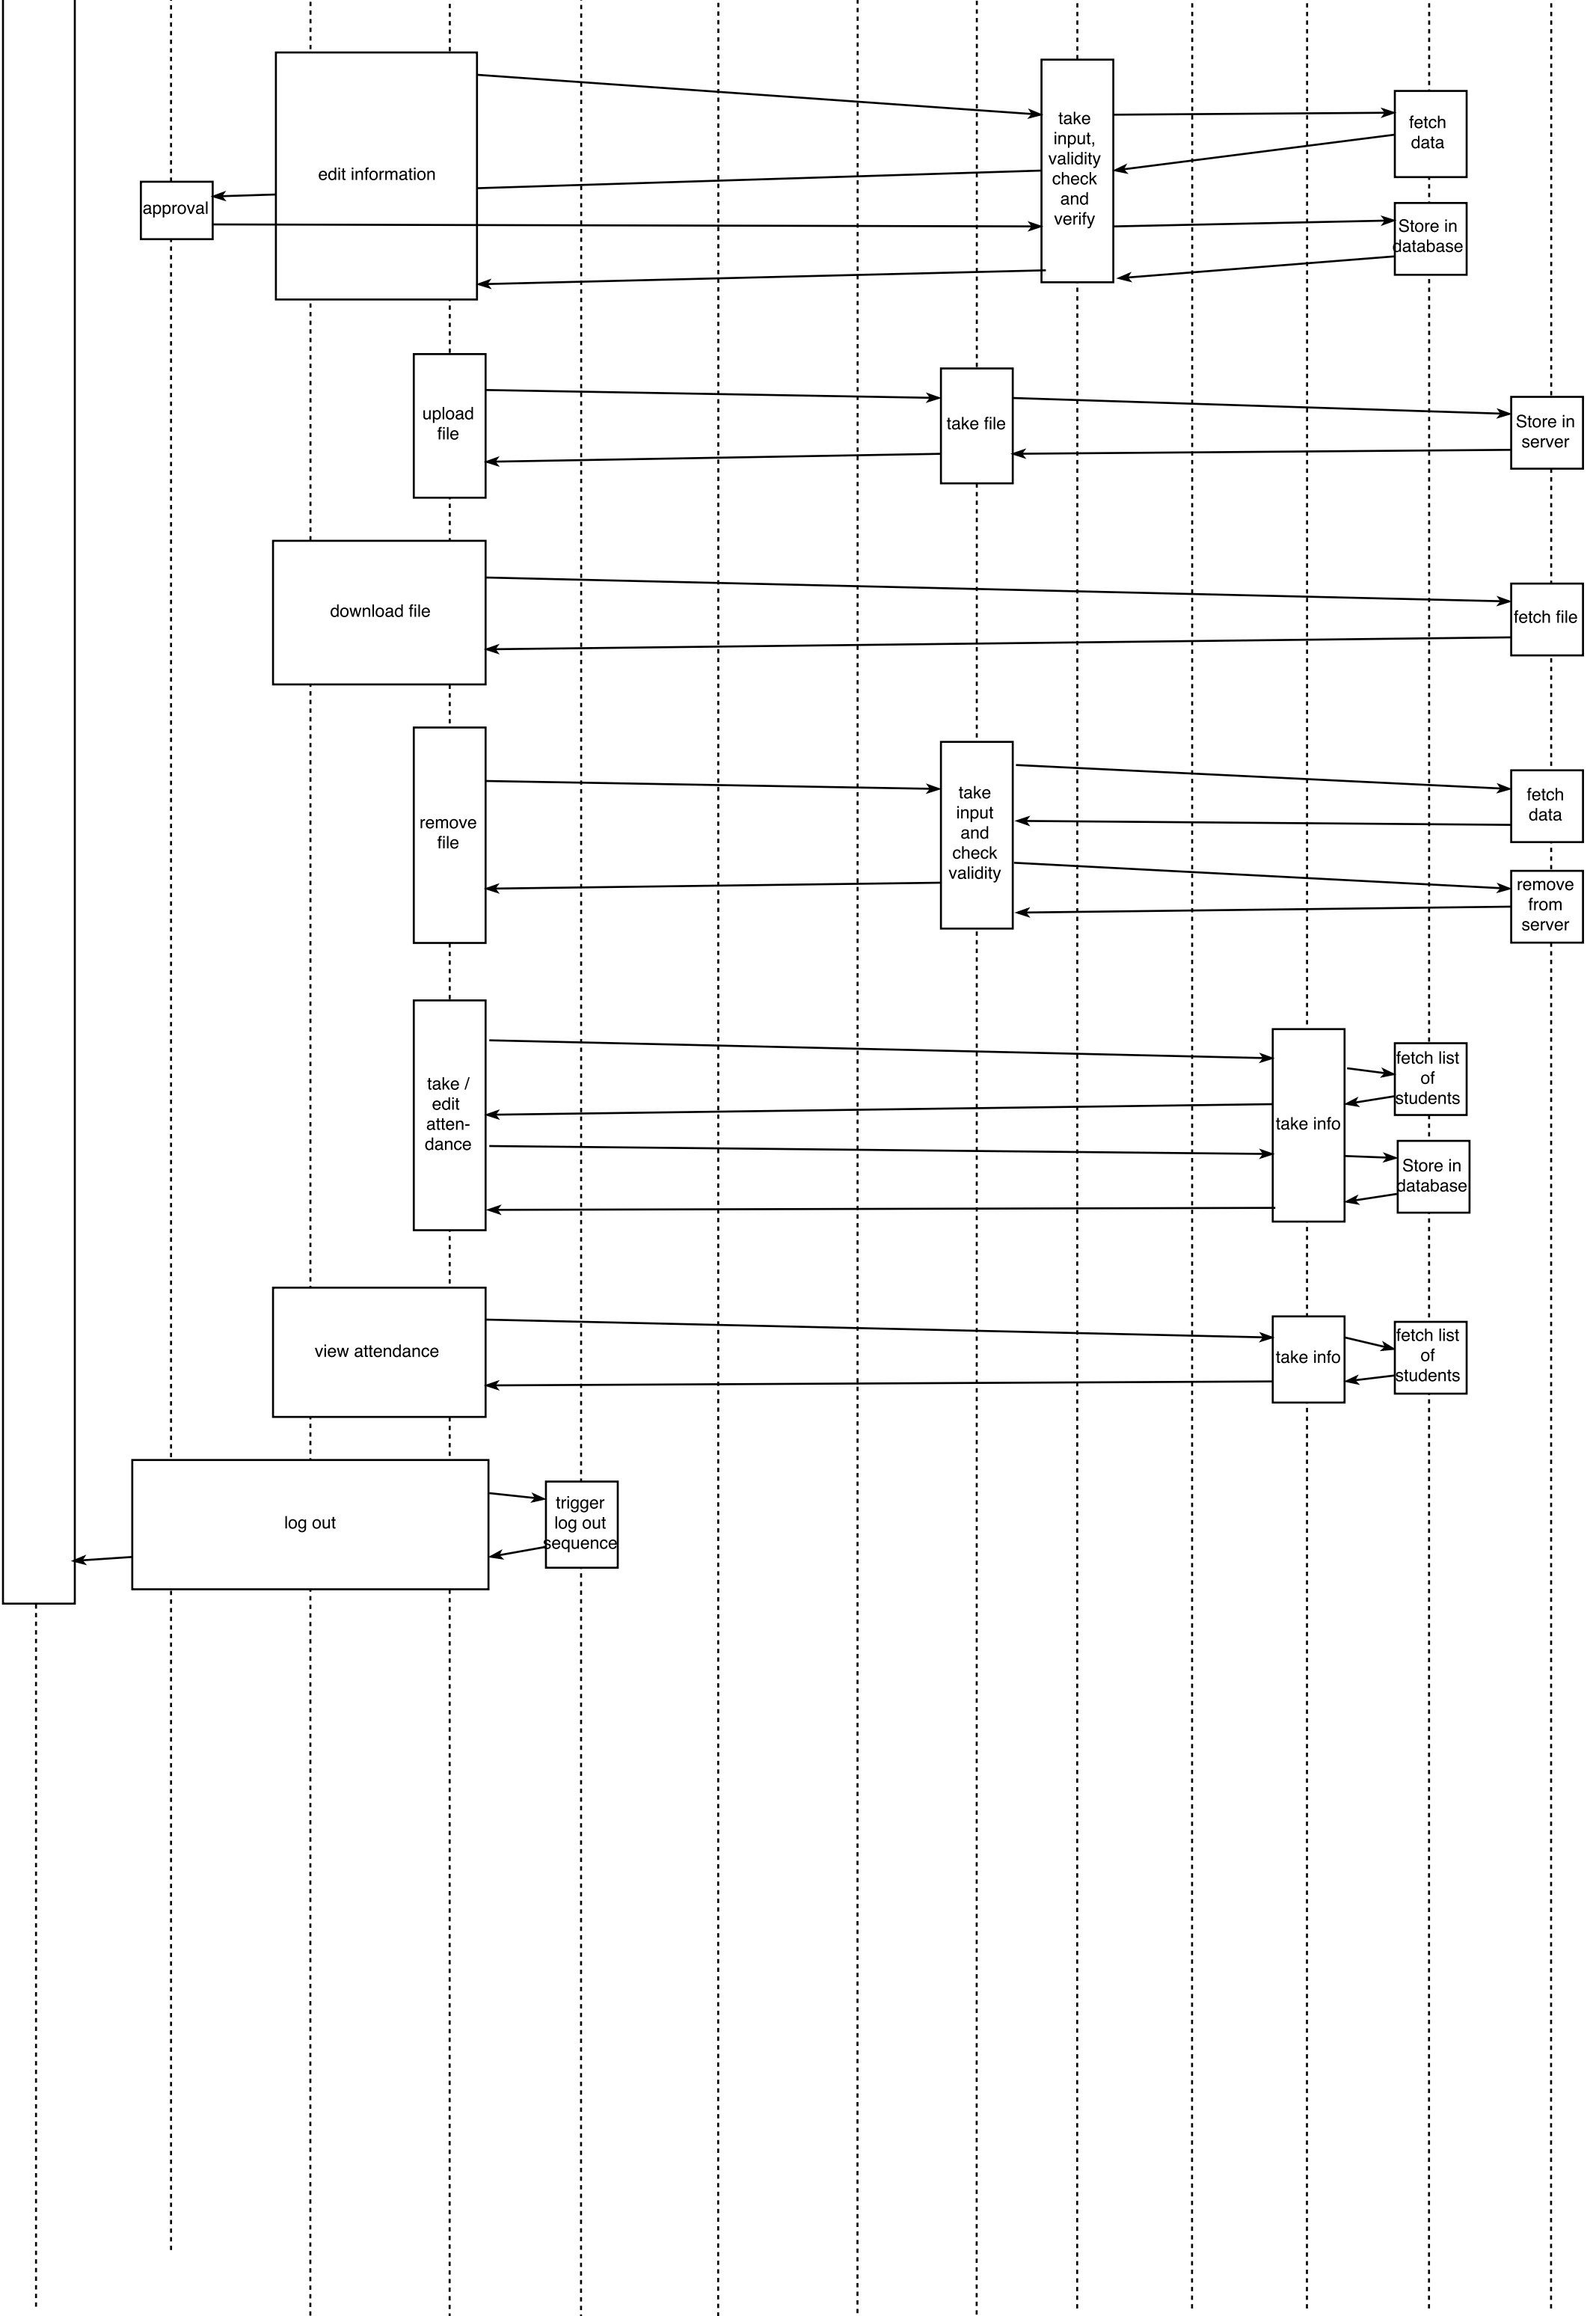 edit information
approval
take
input,
validity
check
and
verify
fetch
data
Store in
database
upload
file
take file
Store in
server
download file
fetch file
remove
file
take
input
and
check
validity
fetch
data
remove
from
server
take /
edit
atten-
dance
take info
fetch list
of
students
Store in
database
view attendance
take info
fetch list
of
students
log out
trigger
log out
sequence